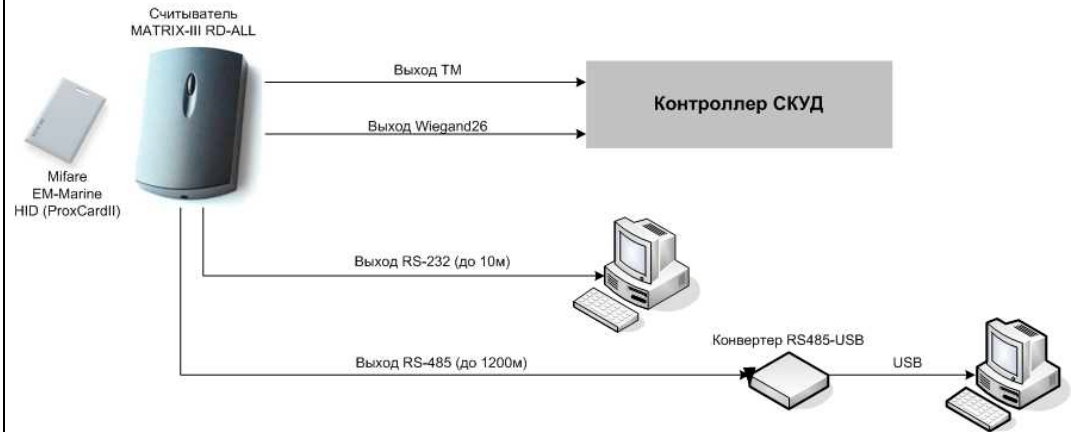 Считыватель
MATRIX-III RD-ALL
Выход TM
Контроллер СКУД
Выход Wiegand26
Mifare
EM-Marine
HID (ProxCardII)
Выход RS-232 (до 10м)
Конвертер RS485-USB
Выход RS-485 (до 1200м)
USB